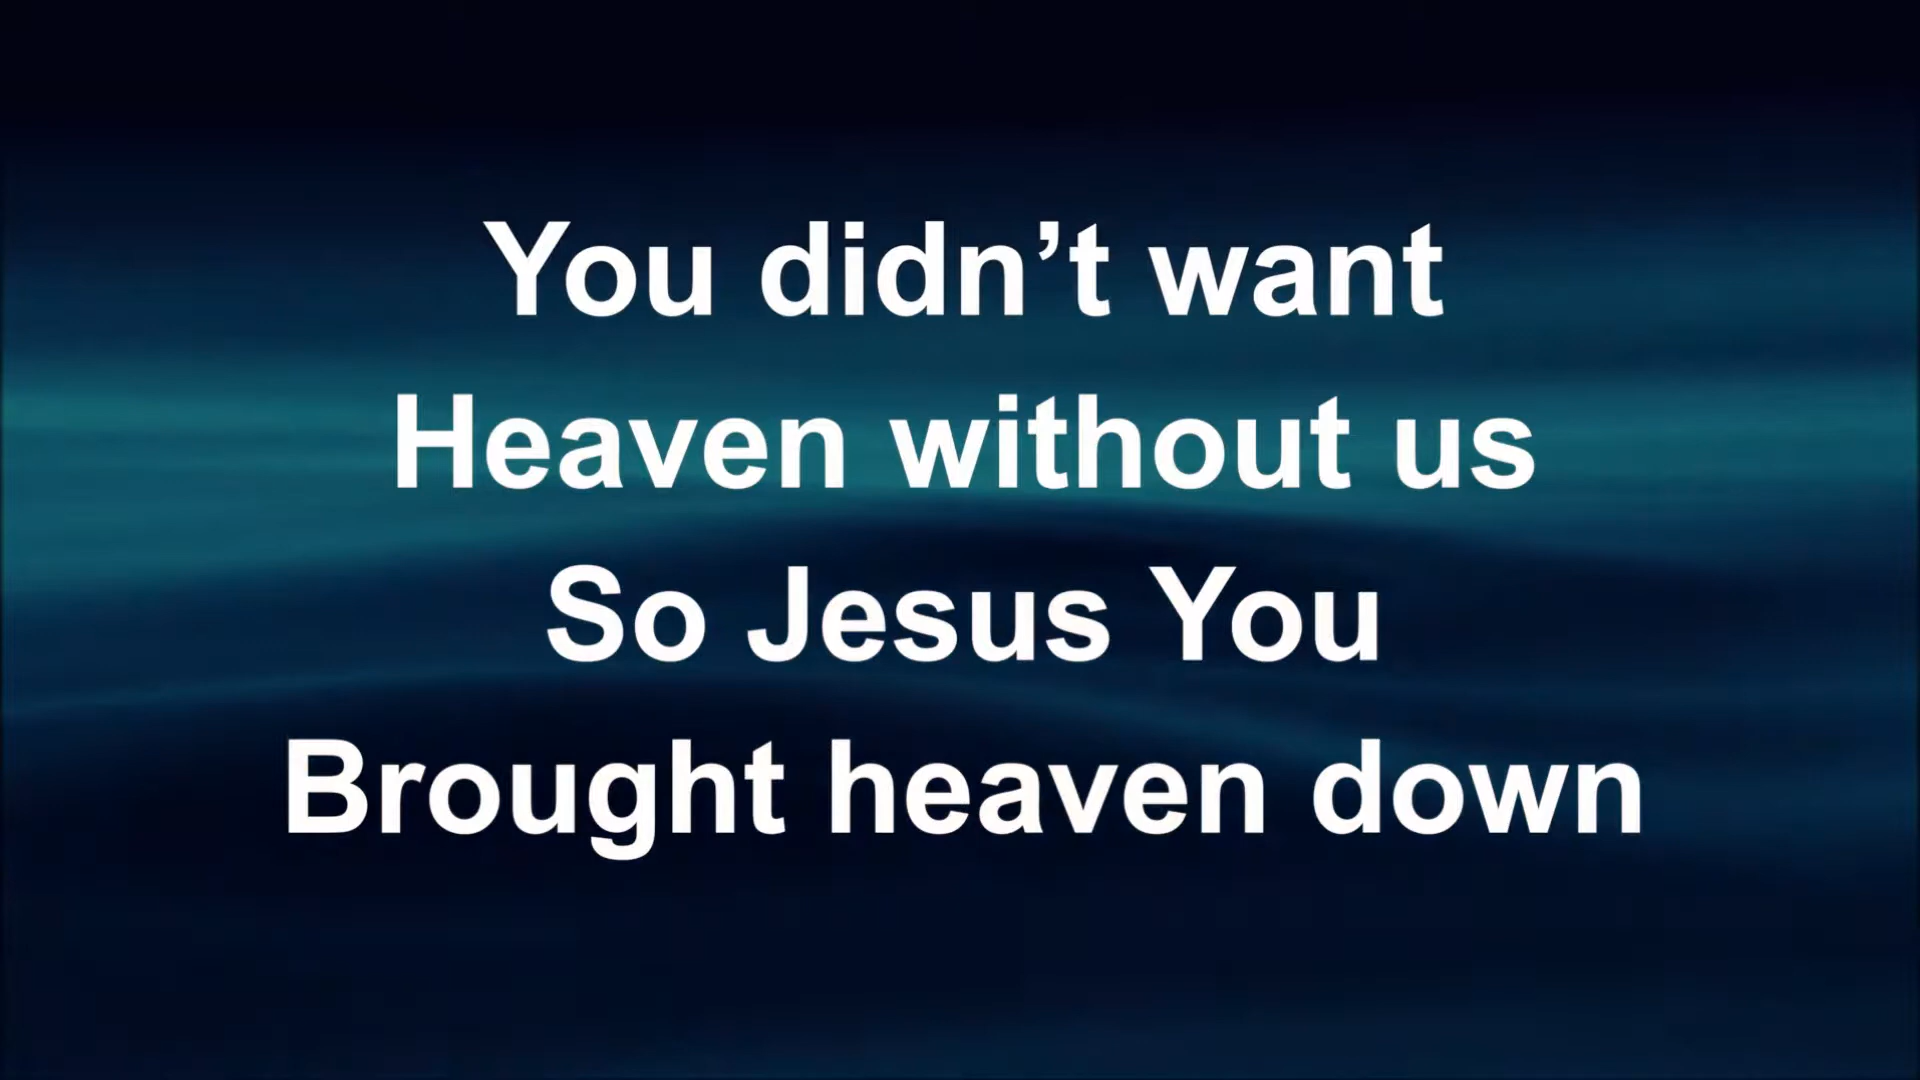 You didn’t want
Heaven without us
So Jesus You
Brought heaven down